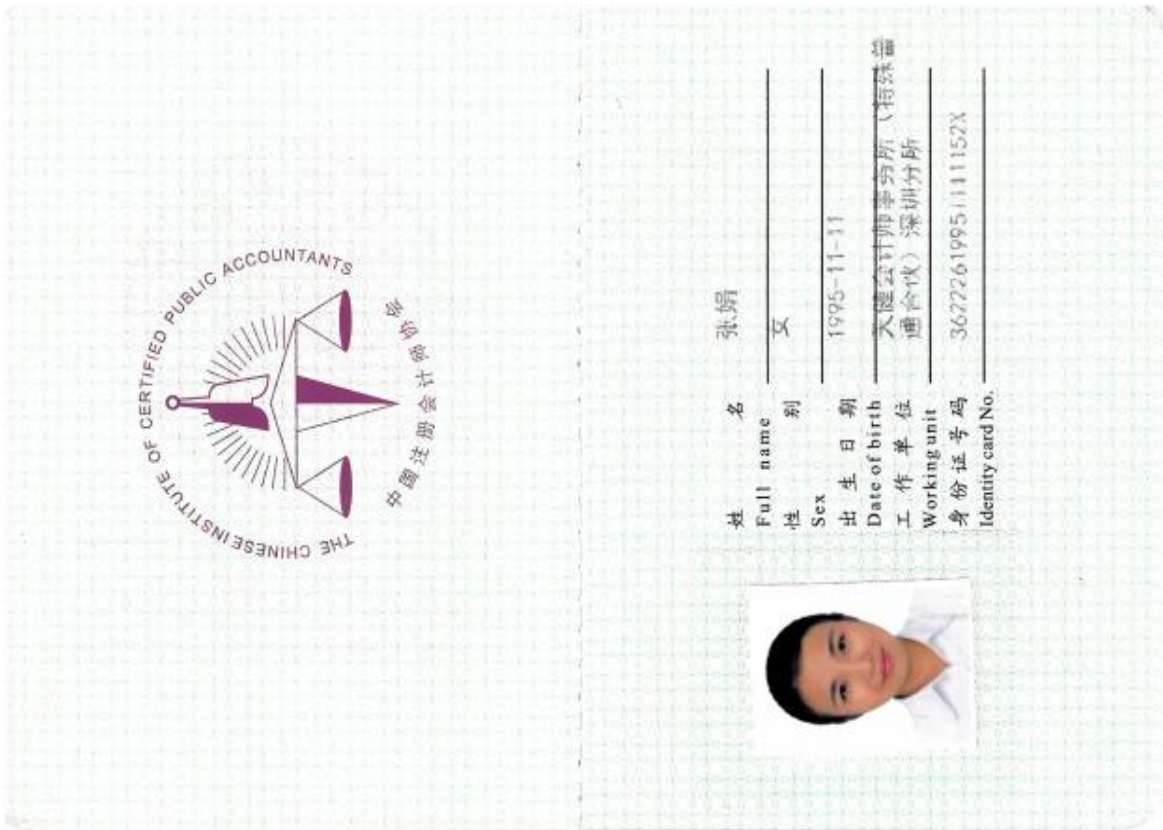 THE CHINESE INSTITUTE OF CERTIFIED PUBLIC ACCOUNTANTS
中国注册会计师协会
姓 名 张娟
Full name
性 别 女
Sex
出 生 日 期 1995-11-11
Date of birth
工 作 单 位 天健会计师事务所（特殊普
通合伙）深圳分所
Working unit
身份证号码 36222619951111152X
Identity card No.